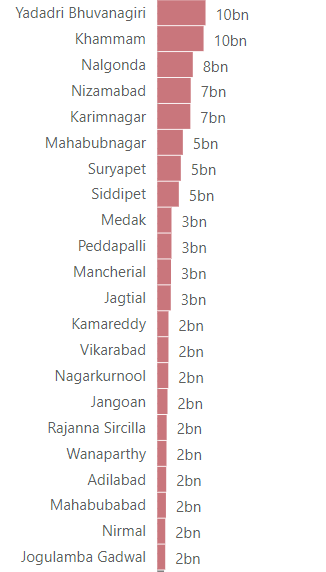 Yadadri Bhuvanagiri 10bn
Khammam 10bn
Nalgonda 8bn
Nizamabad 7bn
Karimnagar 7bn
Mahabubnagar 5bn
Suryapet 5bn
Siddipet 5bn
Medak 3bn
Peddapalli 3bn
Mancherial 3bn
Jagtial 3bn
Kamareddy 2bn
Vikarabad 2bn
Nagarkurnool 2bn
Jangoan 2bn
Rajanna Sircilla 2bn
Wanaparthy 2bn
Adilabad 2bn
Mahabubabad 2bn
Nirmal 2bn
Jogulamba Gadwal 2bn